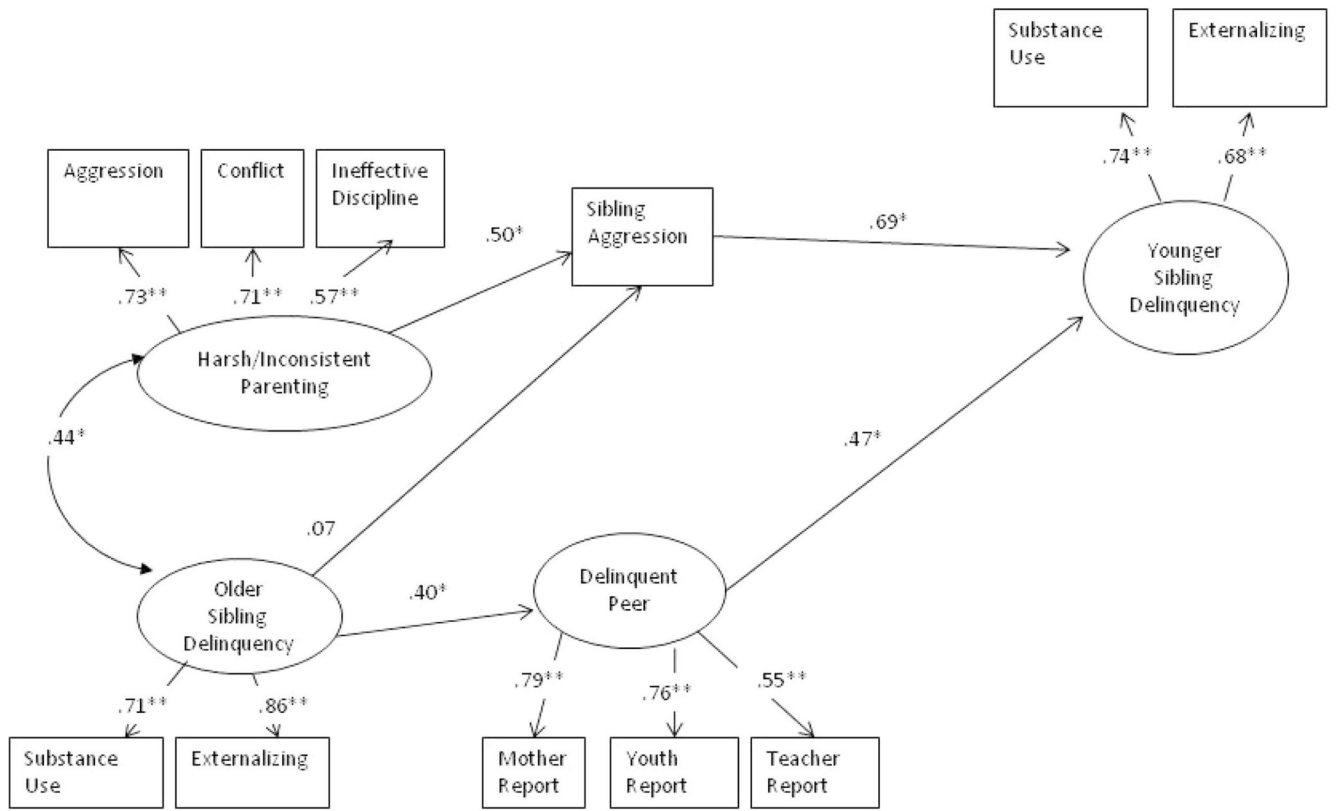 Substance
Use
Externalizing
.74**
.68**
Aggression
Conflict
Ineffective
Discipline
Sibling
Aggression
.50*
.69*
Younger
Sibling
Delinquency
.73**
.71**
.57**
Harsh/Inconsistent
Parenting
.44*
.47*
.07
Older
Sibling
Delinquency
.40*
Delinquent
Peer
.71**
.86**
.79**
.76**
.55**
Substance
Use
Externalizing
Mother
Report
Youth
Report
Teacher
Report